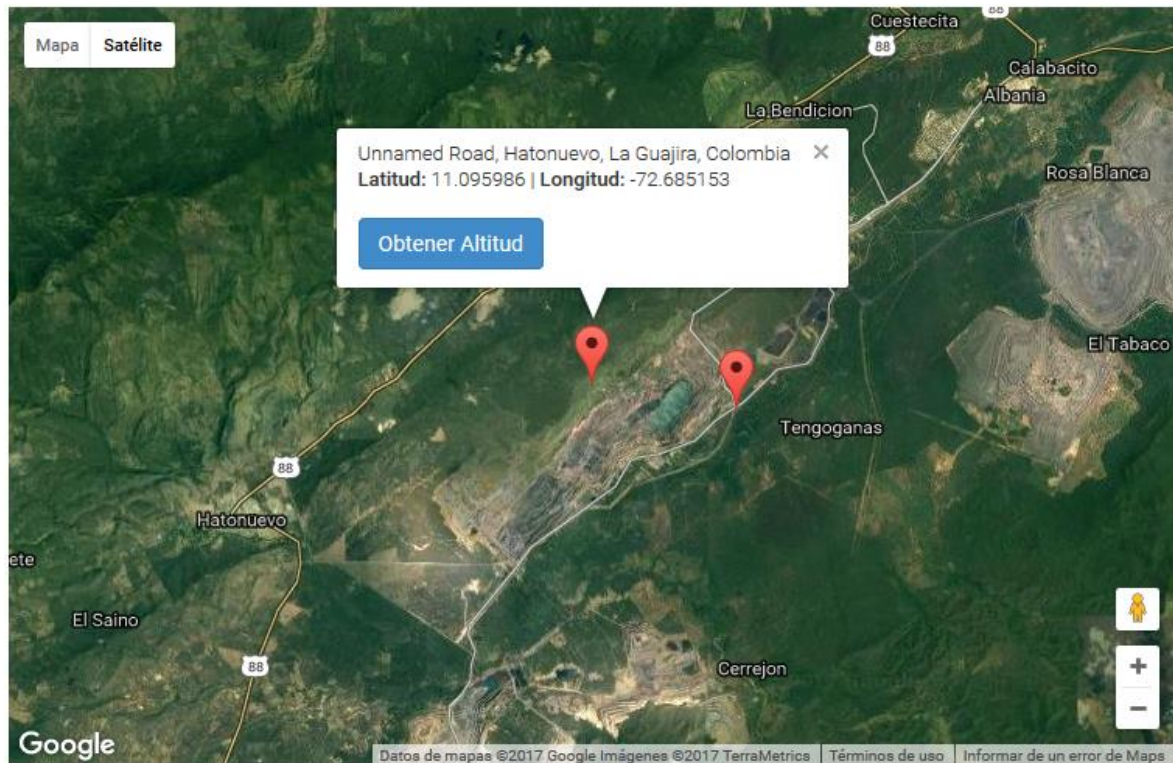 88
Cuestecita
Mapa
Satélite
88
Calabacito
Albania
La Bendicion
Unnamed Road, Hatonuevo, La Guajira, Colombia ×
Latitud: 11.095986 | Longitud: -72.685153
Rosa Blanca
Obtener Altitud
El Tabaco
Tengoganas
88
Hatonuevo
ete
El Saino
88
Cerrejon
+
−
Google
Datos de mapas ©2017 Google Imágenes ©2017 TerraMetrics
Términos de uso
Informar de un error de Maps